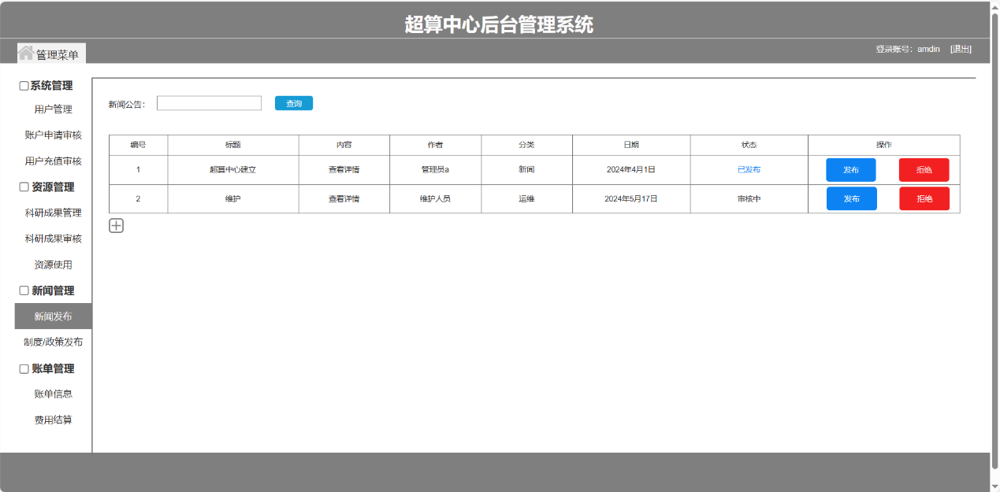 超算中心后台管理系统
管理菜单
登录账号：amdin [退出]
系统管理
用户管理
账户申请审核
用户充值审核
资源管理
科研成果管理
科研成果审核
资源使用
新闻管理
新闻发布
制度/政策发布
账单管理
账单信息
费用结算
新闻公告： 查询
编号 标题 内容 作者 分类 日期 状态 操作
1 超算中心建立 查看详情 管理员a 新闻 2024年4月1日 已发布 发布 拒绝
2 维护 查看详情 维护人员 运维 2024年5月17日 审核中 发布 拒绝